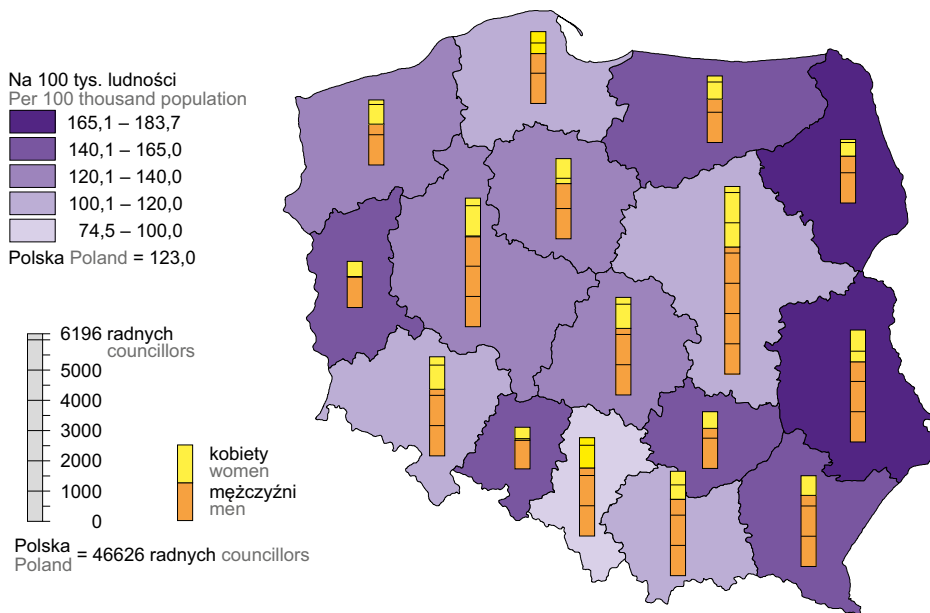 Na 100 tys. ludności
Per 100 thousand population
165,1 – 183,7
140,1 – 165,0
120,1 – 140,0
100,1 – 120,0
74,5 – 100,0
Polska Poland = 123,0
6196 radnych
councillors
5000
4000
3000
2000
1000
0
kobiety
women
mężczyźni
men
Polska
Poland
= 46626 radnych councillors